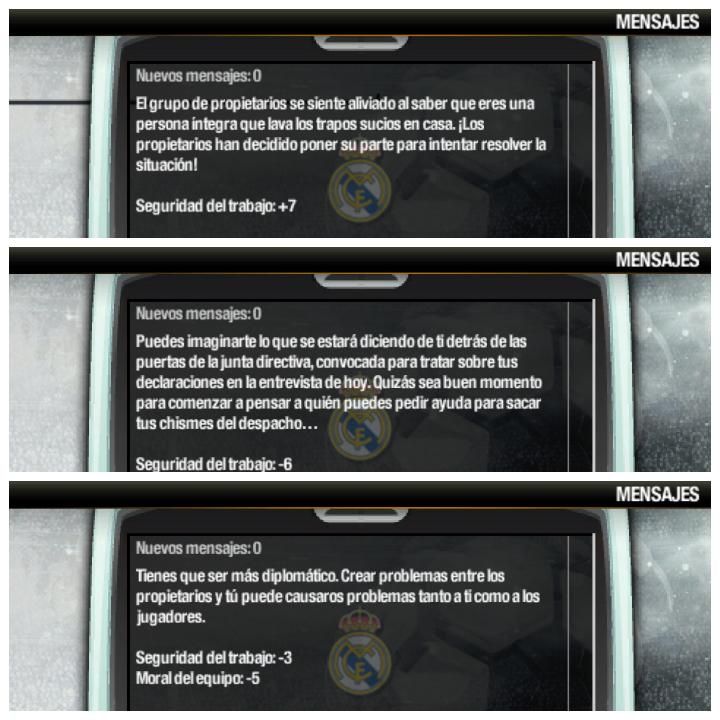 MENSAJES
Nuevos mensajes: 0
El grupo de propietarios se siente aliviado al saber que eres una
persona íntegra que lava los trapos sucios en casa. ¡Los
propietarios han decidido poner su parte para intentar resolver la
situación!
Seguridad del trabajo: +7
MENSAJES
Nuevos mensajes: 0
Puedes imaginarte lo que se estará diciendo de ti detrás de las
puertas de la junta directiva, convocada para tratar sobre tus
declaraciones en la entrevista de hoy. Quizás sea buen momento
para comenzar a pensar a quién puedes pedir ayuda para sacar
tus chismes del despacho...
Seguridad del trabajo: -6
MENSAJES
Nuevos mensajes: 0
Tienes que ser más diplomático. Crear problemas entre los
propietarios y tú puede causaros problemas tanto a ti como a los
jugadores.
Seguridad del trabajo: -3
Moral del equipo: -5